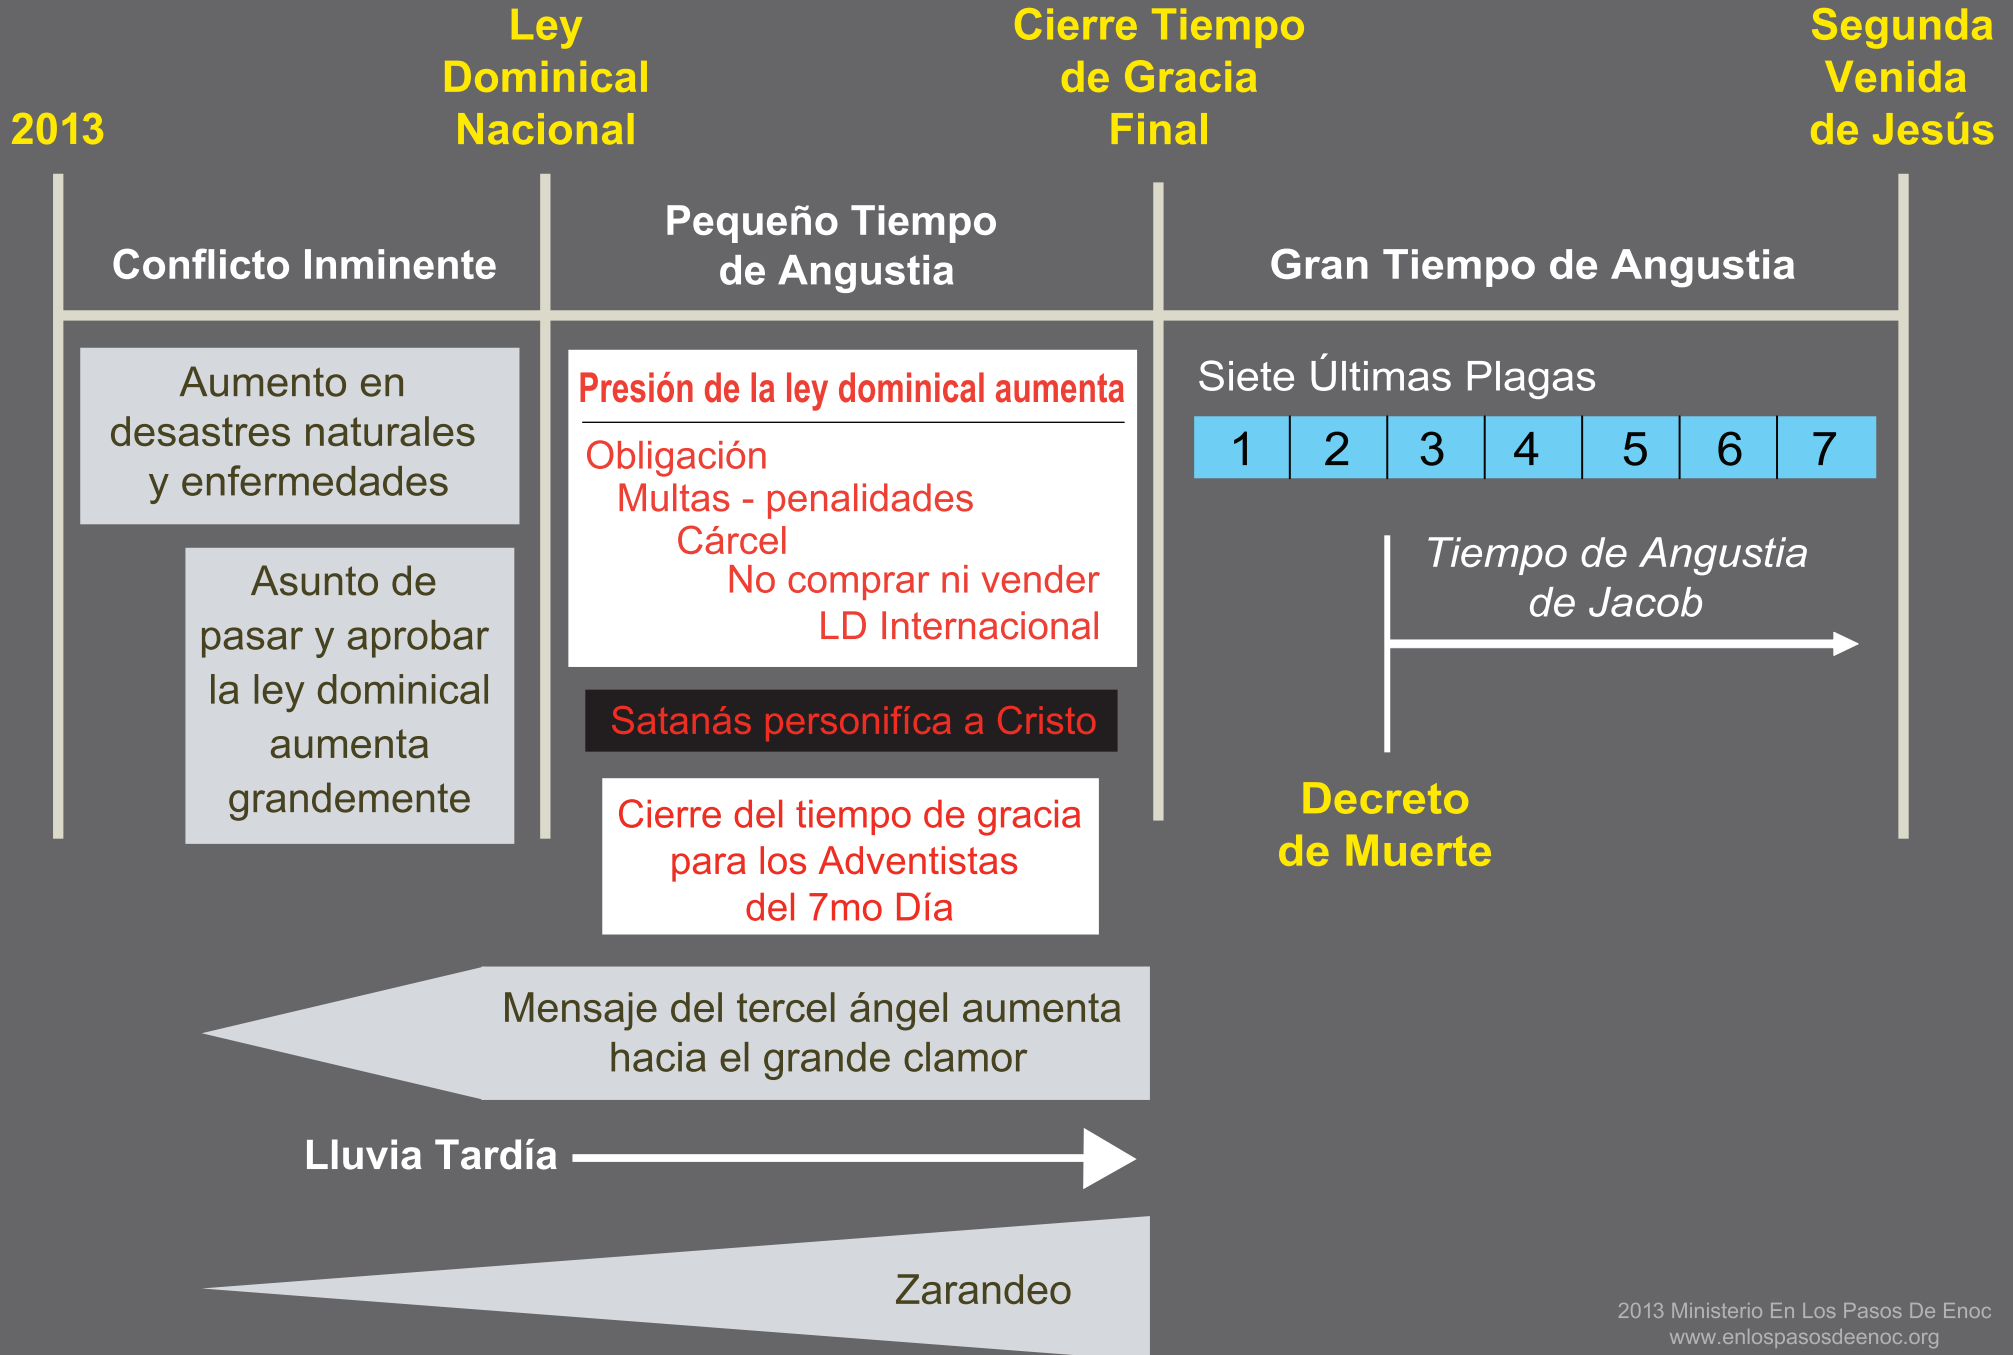 2013
Ley
Dominical
Nacional
Cierre Tiempo
de Gracia
Final
Segunda
Venida
de Jesús
Conflicto Inminente
Pequeño Tiempo
de Angustia
Gran Tiempo de Angustia
Aumento en
desastres naturales
y enfermedades
Asunto de
pasar y aprobar
la ley dominical
aumenta
grandemente
Presión de la ley dominical aumenta
Obligación
Multas - penalidades
Cárcel
No comprar ni vender
LD Internacional
Satanás personifíca a Cristo
Cierre del tiempo de gracia
para los Adventistas
del 7mo Día
Siete Últimas Plagas
1 2 3 4 5 6 7
Tiempo de Angustia
de Jacob
Decreto
de Muerte
Mensaje del tercel ángel aumenta
hacia el grande clamor
Lluvia Tardía
Zarandeo
2013 Ministerio En Los Pasos De Enoc
www.enlospasosdeenoc.org